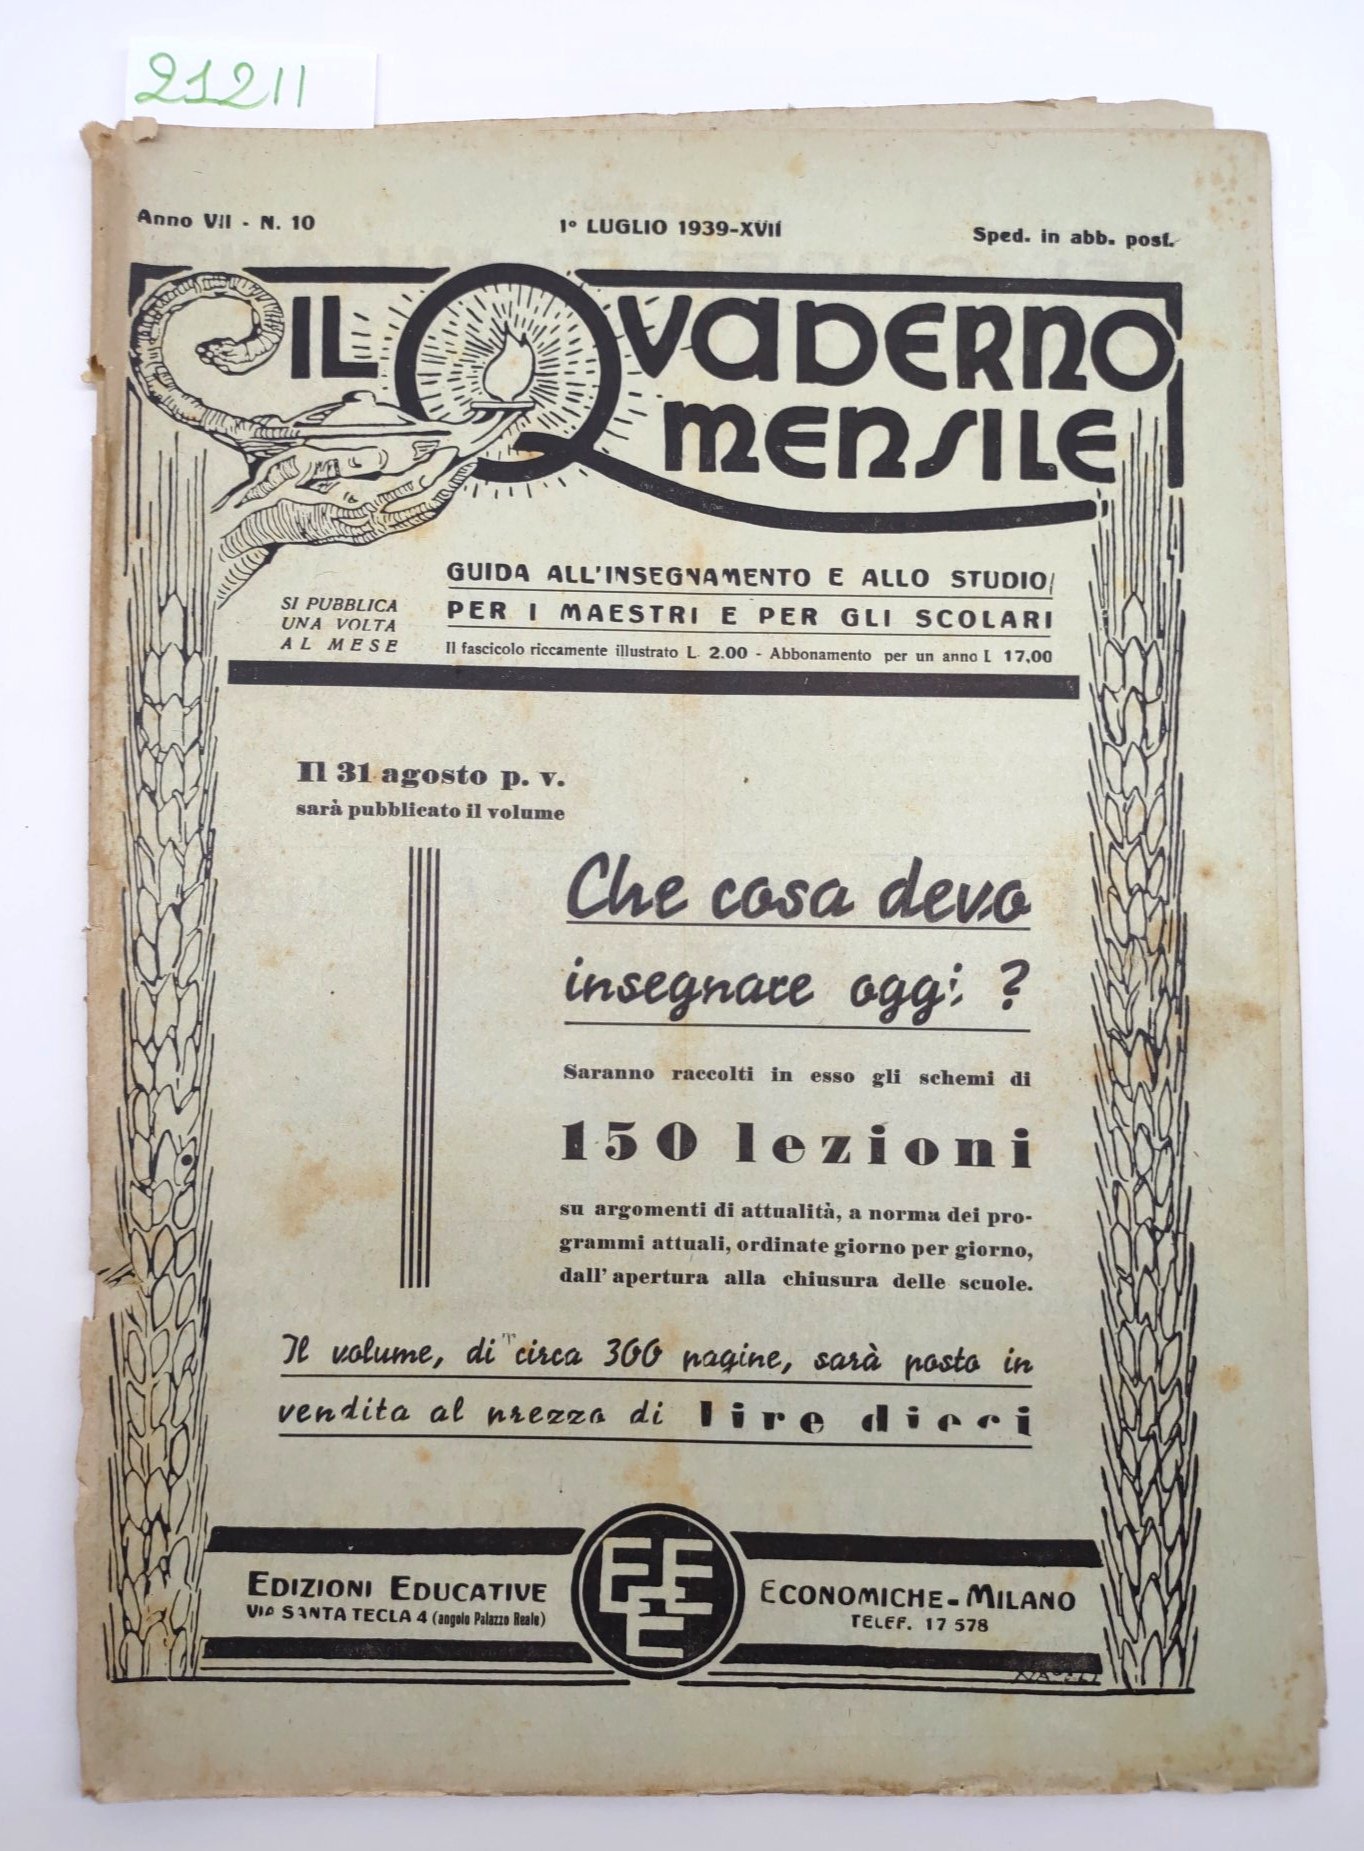 21211
Anno VII - N. 10
1º LUGLIO 1939-XVII
Sped. in abb. post.
IL QVADERNO
MENSILE
SI PUBBLICA
UNA VOLTA
AL MESE
GUIDA ALL'INSEGNAMENTO E ALLO STUDIO
PER I MAESTRI E PER GLI SCOLARI
Il fascicolo riccamente illustrato L. 2.00 - Abbonamento per un anno L 17,00
Il 31 agosto p. v.
sarà pubblicato il volume
Che cosa devo
insegnare oggi ?
Saranno raccolti in esso gli schemi di
150 lezioni
su argomenti di attualità, a norma dei pro-
grammi attuali, ordinate giorno per giorno,
dall'apertura alla chiusura delle scuole.
Il volume, di circa 300 pagine, sarà posto in
vendita al prezzo di lire dieci
EDIZIONI EDUCATIVE
VIA SANTA TECLA 4 (angolo Palazzo Reale)
EEE
ECONOMICHE-MILANO
TELEF. 17 578